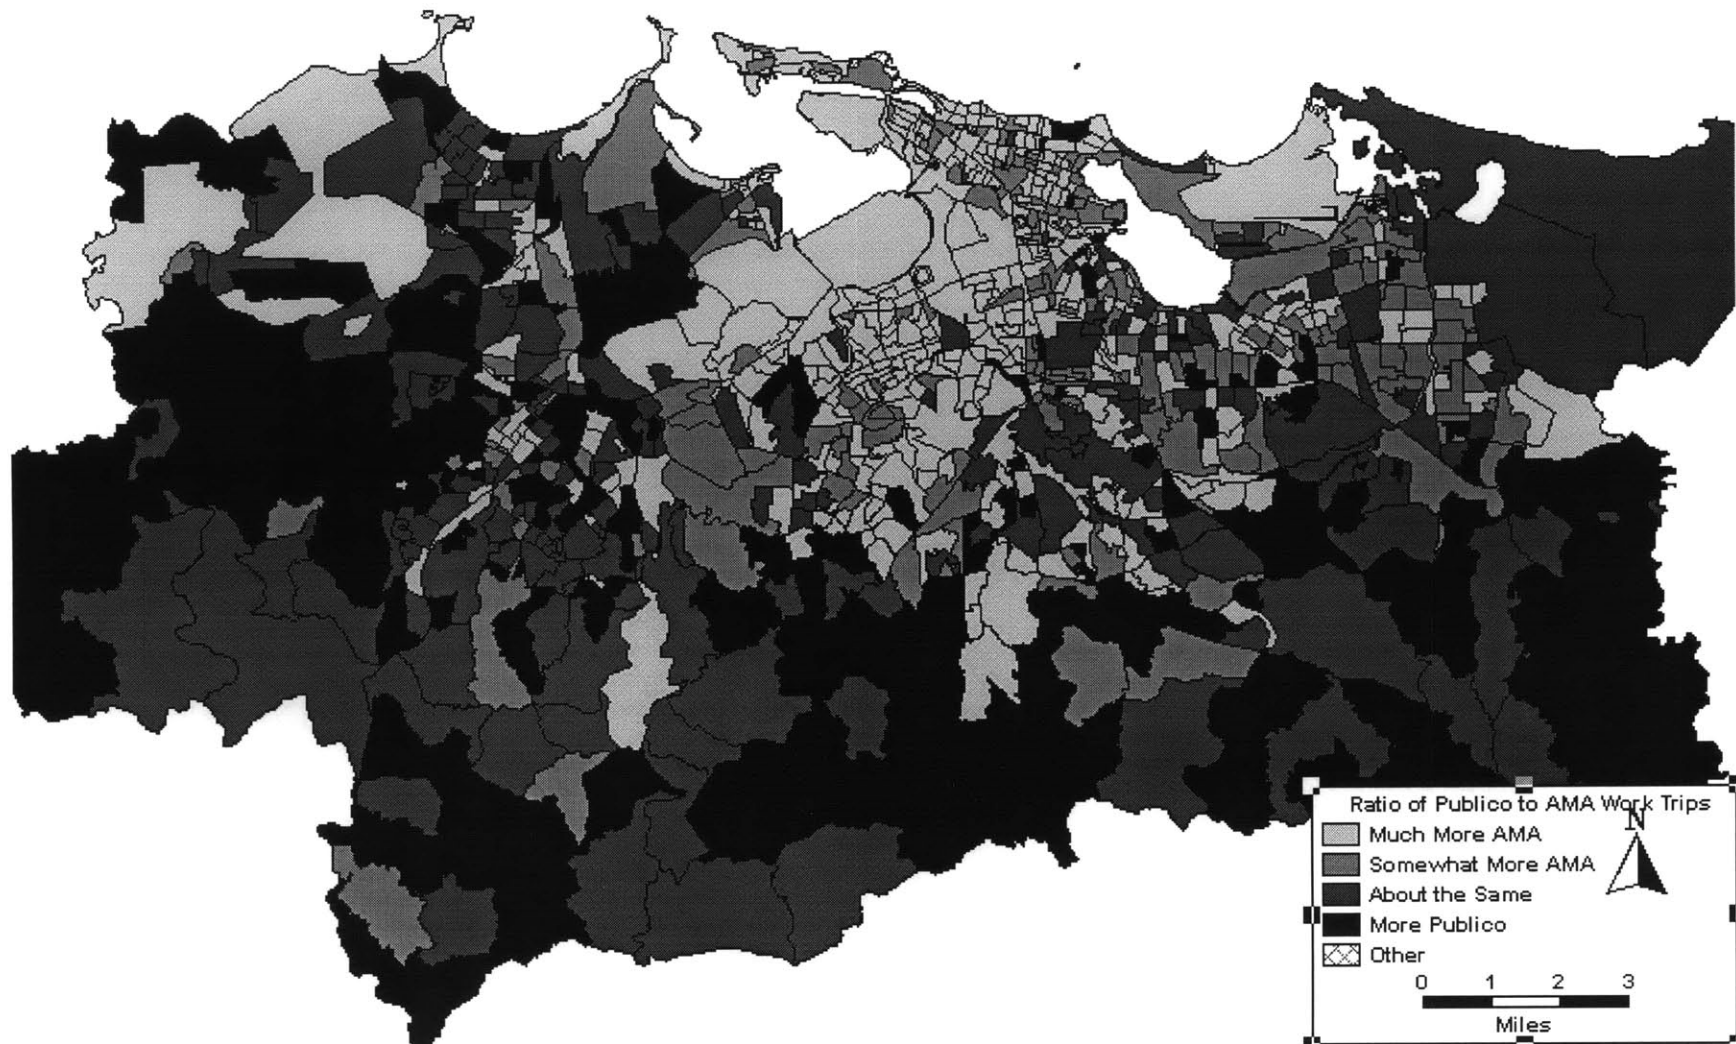 Ratio of Publico to AMA Work Trips
N
Much More AMA
Somewhat More AMA
About the Same
More Publico
Other
0 1 2 3
Miles